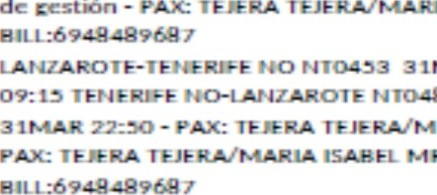 de gestión - PAX: TEJERA TEJERA/MARI
BILL:6948489687
LANZAROTE-TENERIFE NO NT0453 31M
09:15 TENERIFE NO-LANZAROTE NT048
31MAR 22:50 - PAX: TEJERA TEJERA/M
PAX: TEJERA TEJERA/MARIA ISABEL ME
BILL:6948489687